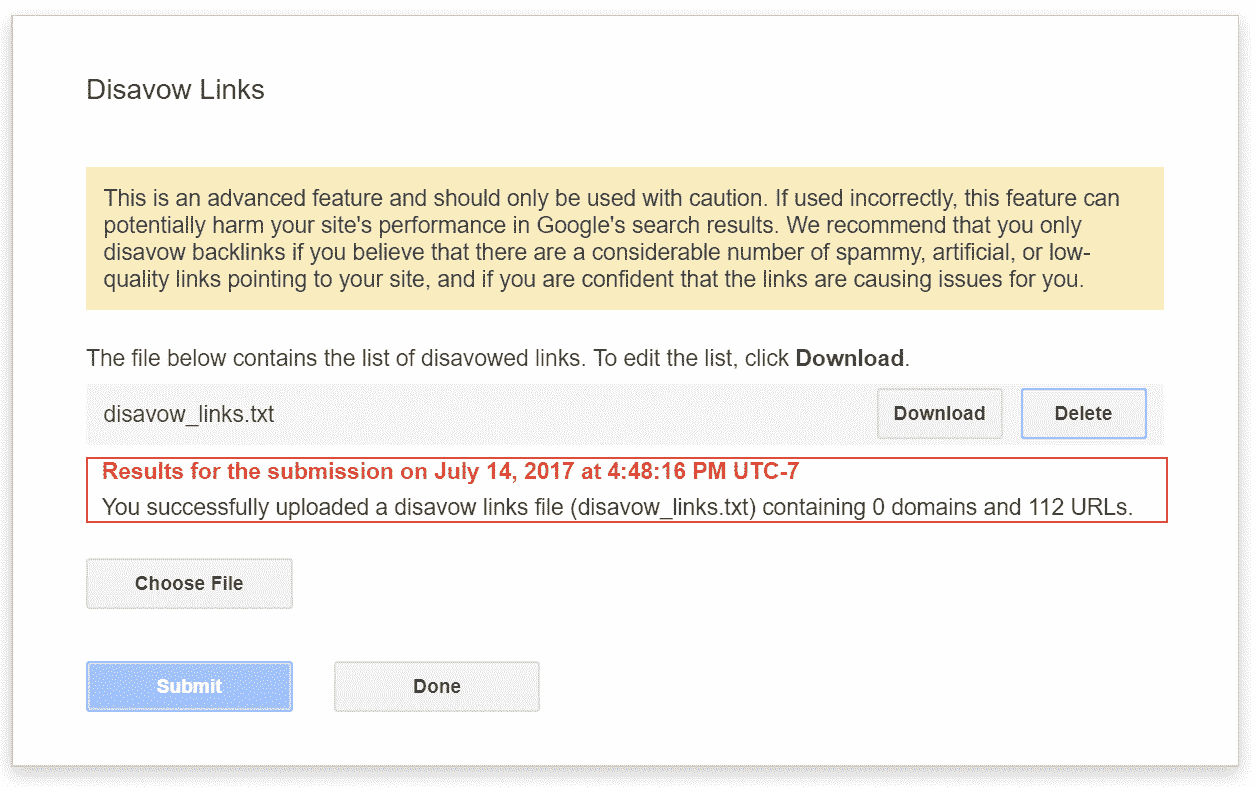 Disavow Links
This is an advanced feature and should only be used with caution. If used incorrectly, this feature can
potentially harm your site's performance in Google's search results. We recommend that you only
disavow backlinks if you believe that there are a considerable number of spammy, artificial, or low-
quality links pointing to your site, and if you are confident that the links are causing issues for you.
The file below contains the list of disavowed links. To edit the list, click Download.
disavow_links.txt Download Delete
Results for the submission on July 14, 2017 at 4:48:16 PM UTC-7
You successfully uploaded a disavow links file (disavow_links.txt) containing 0 domains and 112 URLs.
Choose File
Submit Done